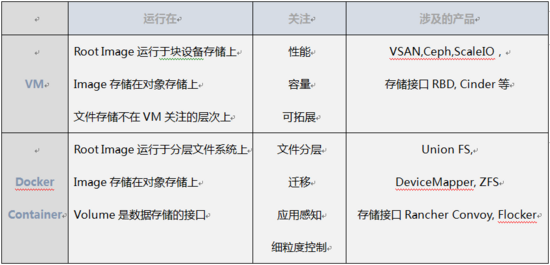 运行在
关注
涉及的产品
VM
Root Image 运行于块设备存储上
Image 存储在对象存储上
文件存储不在 VM 关注的层次上
性能
容量
可拓展
VSAN,Ceph,ScaleIO ,
存储接口 RBD, Cinder 等
Docker
Container
Root Image 运行于分层文件系统上
Image 存储在对象存储上
Volume 是数据存储的接口
文件分层
迁移
应用感知
细粒度控制
Union FS,
DeviceMapper, ZFS
存储接口 Rancher Convoy, Flocker